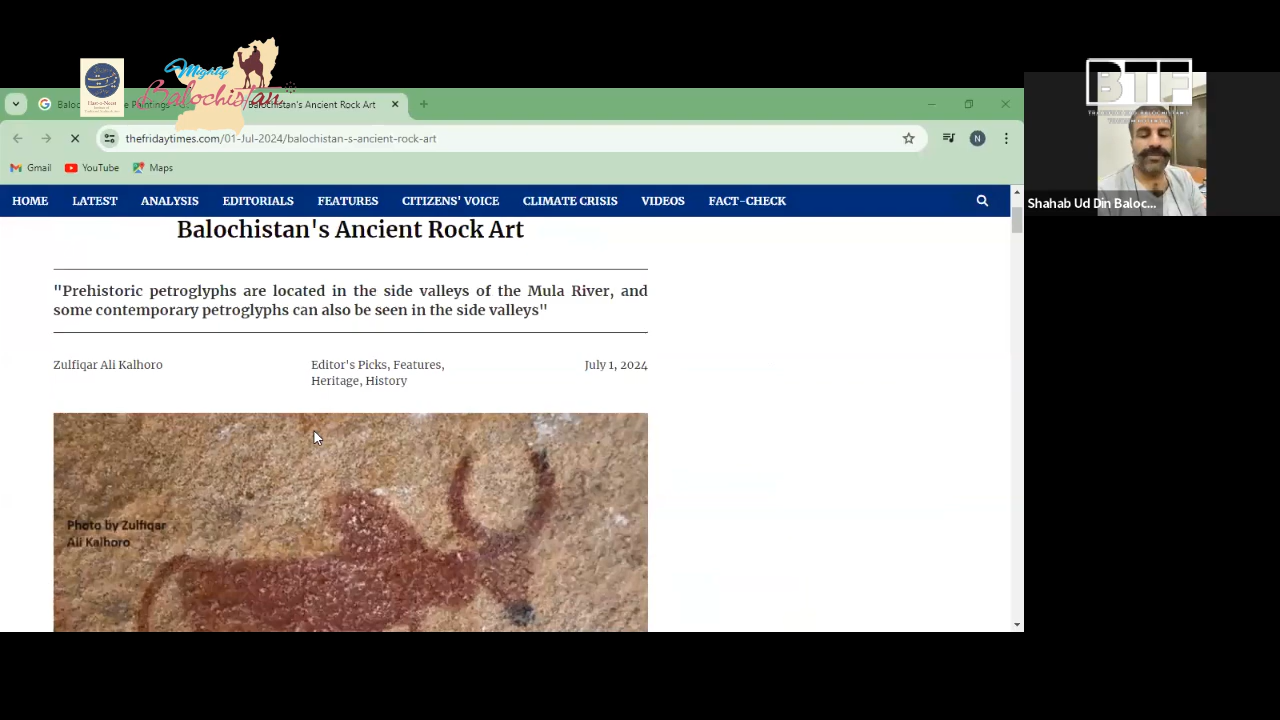 Mighty
Balochistan
BTF
Baloc
e Paintings
Balochistan's Ancient Rock Art
thefridaytimes.com/01-Jul-2024/balochistan-s-ancient-rock-art
N
Gmail
YouTube
Maps
HOME
LATEST
ANALYSIS
EDITORIALS
FEATURES
CITIZENS' VOICE
CLIMATE CRISIS
VIDEOS
FACT-CHECK
Shahab Ud Din Baloc...
Balochistan's Ancient Rock Art
"Prehistoric petroglyphs are located in the side valleys of the Mula River, and
some contemporary petroglyphs can also be seen in the side valleys"
Zulfiqar Ali Kalhoro
Editor's Picks, Features,
Heritage, History
July 1, 2024
Photo by Zulfiqar
Ali Kalhoro